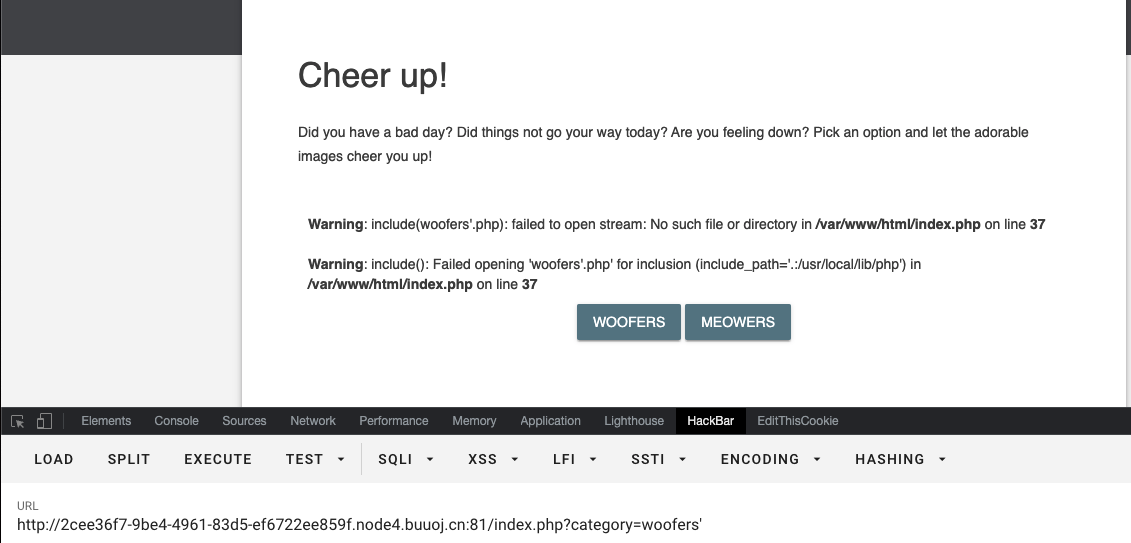 Cheer up!
Did you have a bad day? Did things not go your way today? Are you feeling down? Pick an option and let the adorable
images cheer you up!
Warning: include(woofers'.php): failed to open stream: No such file or directory in /var/www/html/index.php on line 37
Warning: include(): Failed opening 'woofers'.php' for inclusion (include_path='.:/usr/local/lib/php') in
/var/www/html/index.php on line 37
WOOFERS MEOWERS
Elements Console Sources Network Performance Memory Application Lighthouse HackBar EditThisCookie
LOAD SPLIT EXECUTE TEST SQLI XSS LFI SSTI ENCODING HASHING
URL
http://2cee36f7-9be4-4961-83d5-ef6722ee859f.node4.buuoj.cn:81/index.php?category=woofers'